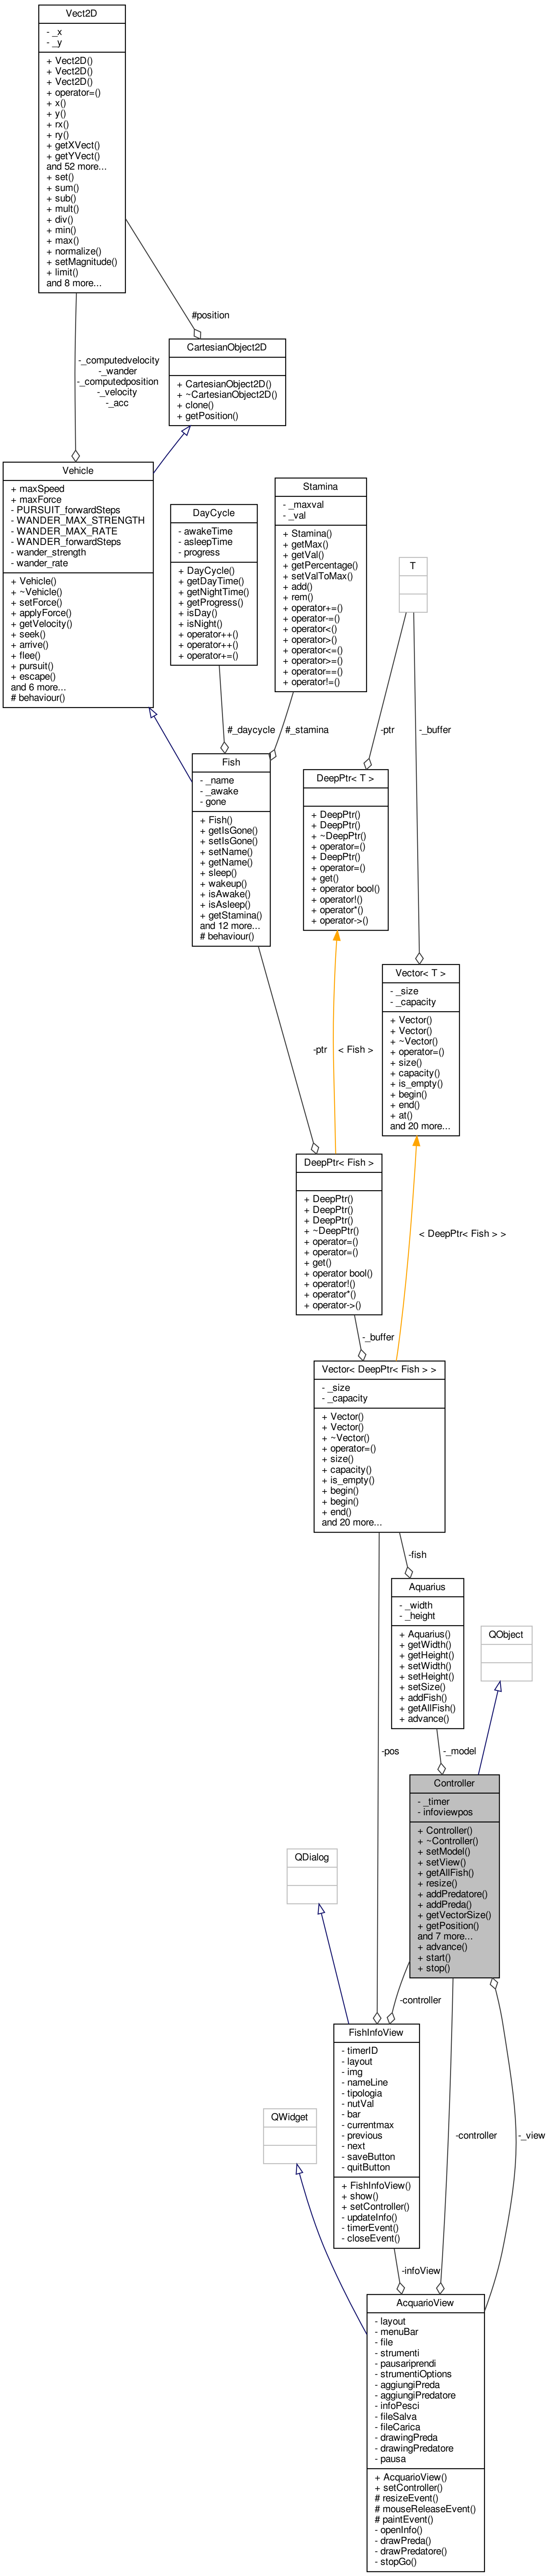 Vect2D
- _x
- _y
+ Vect2D()
+ Vect2D()
+ Vect2D()
+ operator=()
+ x()
+ y()
+ rx()
+ ry()
+ getXVect()
+ getYVect()
and 52 more...
+ set()
+ sum()
+ sub()
+ mult()
+ div()
+ min()
+ max()
+ normalize()
+ setMagnitude()
+ limit()
and 8 more...
#position
-_computedvelocity
-_wander
-_computedposition
-_velocity
-_acc
CartesianObject2D
+ CartesianObject2D()
+ ~CartesianObject2D()
+ clone()
+ getPosition()
Vehicle
+ maxSpeed
+ maxForce
- PURSUIT_forwardSteps
- WANDER_MAX_STRENGTH
- WANDER_MAX_RATE
- WANDER_forwardSteps
- wander_strength
- wander_rate
+ Vehicle()
+ ~Vehicle()
+ setForce()
+ applyForce()
+ getVelocity()
+ seek()
+ arrive()
+ flee()
+ pursuit()
+ escape()
and 6 more...
# behaviour()
DayCycle
- awakeTime
- asleepTime
- progress
+ DayCycle()
+ getDayTime()
+ getNightTime()
+ getProgress()
+ isDay()
+ isNight()
+ operator++()
+ operator++()
+ operator+=()
Stamina
- _maxval
- _val
+ Stamina()
+ getMax()
+ getVal()
+ getPercentage()
+ setValToMax()
+ add()
+ rem()
+ operator+=()
+ operator-=()
+ operator<()
+ operator>()
+ operator<=()
+ operator>=()
+ operator==()
+ operator!=()
T
#_daycycle
#_stamina
-ptr
-_buffer
Fish
- _name
- _awake
- gone
+ Fish()
+ getIsGone()
+ setIsGone()
+ setName()
+ getName()
+ sleep()
+ wakeup()
+ isAwake()
+ isAsleep()
+ getStamina()
and 12 more...
# behaviour()
DeepPtr< T >
+ DeepPtr()
+ DeepPtr()
+ ~DeepPtr()
+ operator=()
+ DeepPtr()
+ operator=()
+ get()
+ operator bool()
+ operator!()
+ operator*()
+ operator->()
Vector< T >
- _size
- _capacity
+ Vector()
+ Vector()
+ ~Vector()
+ operator=()
+ size()
+ capacity()
+ is_empty()
+ begin()
+ end()
+ at()
and 20 more...
-ptr
< Fish >
DeepPtr< Fish >
+ DeepPtr()
+ DeepPtr()
+ DeepPtr()
+ ~DeepPtr()
+ operator=()
+ operator=()
+ get()
+ operator bool()
+ operator!()
+ operator*()
+ operator->()
< DeepPtr< Fish > >
-_buffer
Vector< DeepPtr< Fish > >
- _size
- _capacity
+ Vector()
+ Vector()
+ ~Vector()
+ operator=()
+ size()
+ capacity()
+ is_empty()
+ begin()
+ begin()
+ end()
and 20 more...
-fish
Aquarius
- _width
- _height
+ Aquarius()
+ getWidth()
+ getHeight()
+ setWidth()
+ setHeight()
+ setSize()
+ addFish()
+ getAllFish()
+ advance()
QObject
-pos
-_model
Controller
- _timer
- infoviewpos
+ Controller()
+ ~Controller()
+ setModel()
+ setView()
+ getAllFish()
+ resize()
+ addPredatore()
+ addPreda()
+ getVectorSize()
+ getPosition()
and 7 more...
+ advance()
+ start()
+ stop()
QDialog
-controller
FishInfoView
- timerID
- layout
- img
- nameLine
- tipologia
- nutVal
- bar
- currentmax
- previous
- next
- saveButton
- quitButton
+ FishInfoView()
+ show()
+ setController()
- updateInfo()
- timerEvent()
- closeEvent()
QWidget
-controller
-_view
-infoView
AcquarioView
- layout
- menuBar
- file
- strumenti
- pausariprendi
- strumentiOptions
- aggiungiPreda
- aggiungiPredatore
- infoPesci
- fileSalva
- fileCarica
- drawingPreda
- drawingPredatore
- pausa
+ AcquarioView()
+ setController()
# resizeEvent()
# mouseReleaseEvent()
# paintEvent()
- openInfo()
- drawPreda()
- drawPredatore()
- stopGo()